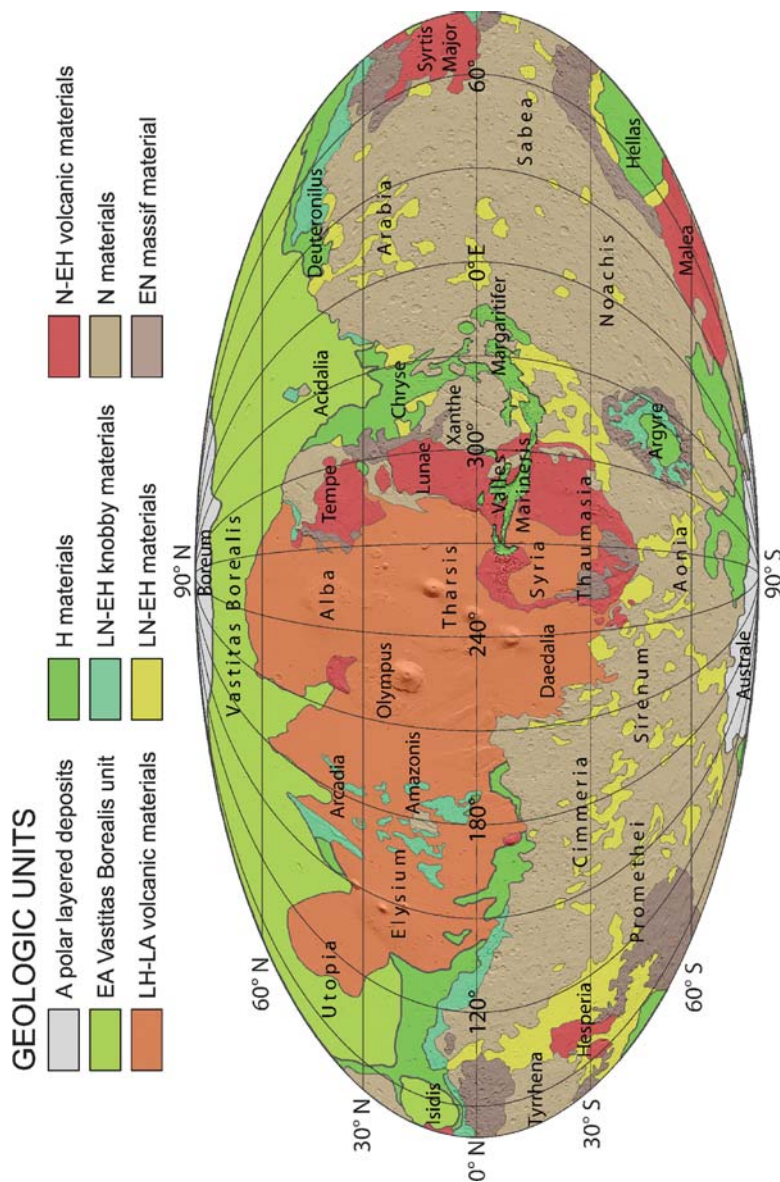 GEOLOGIC UNITS
A polar layered deposits
EA Vastitas Borealis unit
LH-LA volcanic materials
H materials
LN-EH knobby materials
LN-EH materials
N-EH volcanic materials
N materials
EN massif material
90° N
Boreum
60° N
Vastitas Borealis
Acidalia
Deuteronilus
Utopia
Arcadia
Alba
Tempe
Chryse
Arabia
Syrtis
Major
30° N
Isidis
Elysium
Amazonis
Olympus
Tharsis
Lunae
Xanthe
Margaritifer
0° N
120°
180°
240°
300°
0° E
60°
Valles
Marineris
Sabea
Tyrrhena
Hesperia
Cimmeria
Daedalia
Syria
Thaumasia
Noachis
Hellas
30° S
Promethei
Sirenum
Aonia
Argyre
Malea
60° S
Australe
90° S